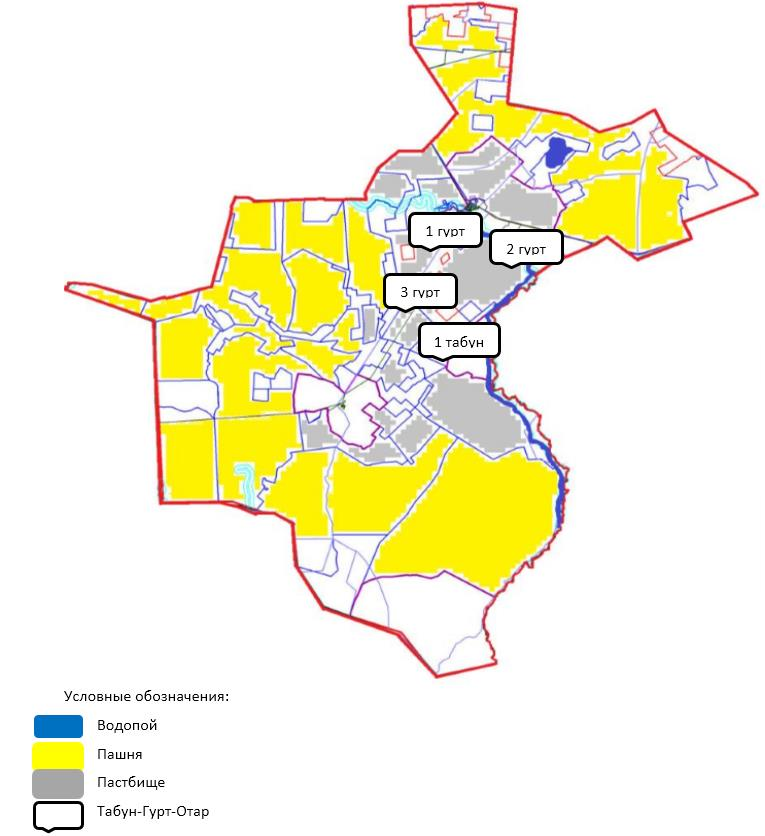 1 гурт
2 гурт
3 гурт
1 табун
Условные обозначения:
Водопой
Пашня
Пастбище
Табун-Гурт-Отар